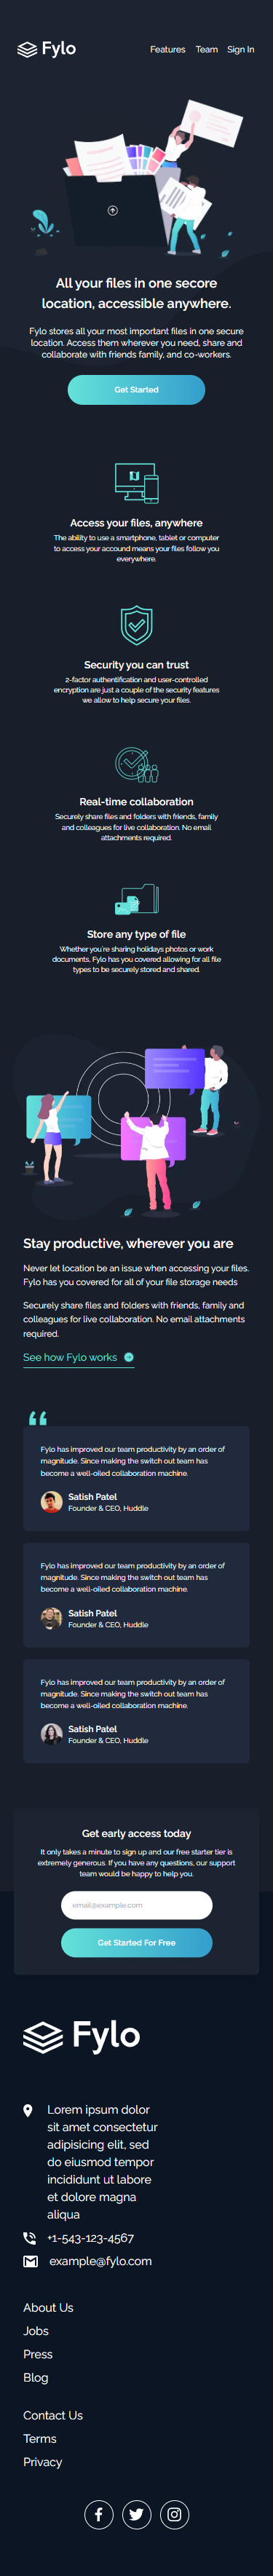 Fylo
Features Team Sign In
All your files in one secure
location, accessible anywhere.
Fylo stores all your most important files in one secure
location. Access them wherever you need, share and
collaborate with friends family, and co-workers.
Get Started
Access your files, anywhere
The ability to use a smartphone, tablet or computer
to access your accound means your files follow you
everywhere.
Security you can trust
2-factor authentification and user-controlled
encryption are just a couple of the security features
we allow to help secure your files.
Real-time collaboration
Securely share files and folders with friends, family
and colleagues for live collaboration. No email
attachments required.
Store any type of file
Whether you're sharing holidays photos or work
documents, Fylo has you covered allowing for all file
types to be securely stored and shared.
Stay productive, wherever you are
Never let location be an issue when accessing your files.
Fylo has you covered for all of your file storage needs
Securely share files and folders with friends, family and
colleagues for live collaboration. No email attachments
required.
See how Fylo works
Fylo has improved our team productivity by an order of
magnitude. Since making the switch out team has
become a well-oiled collaboration machine.
Satish Patel
Founder & CEO, Huddle
Fylo has improved our team productivity by an order of
magnitude. Since making the switch out team has
become a well-oiled collaboration machine.
Satish Patel
Founder & CEO, Huddle
Fylo has improved our team productivity by an order of
magnitude. Since making the switch out team has
become a well-oiled collaboration machine.
Satish Patel
Founder & CEO, Huddle
Get early access today
It only takes a minute to sign up and our free starter tier is
extremely generous. If you have any questions, our support
team would be happy to help you.
email@example.com
Get Started For Free
Fylo
Lorem ipsum dolor
sit amet consectetur
adipisicing elit, sed
do eiusmod tempor
incididunt ut labore
et dolore magna
aliqua
+1-543-123-4567
example@fylo.com
About Us
Jobs
Press
Blog
Contact Us
Terms
Privacy